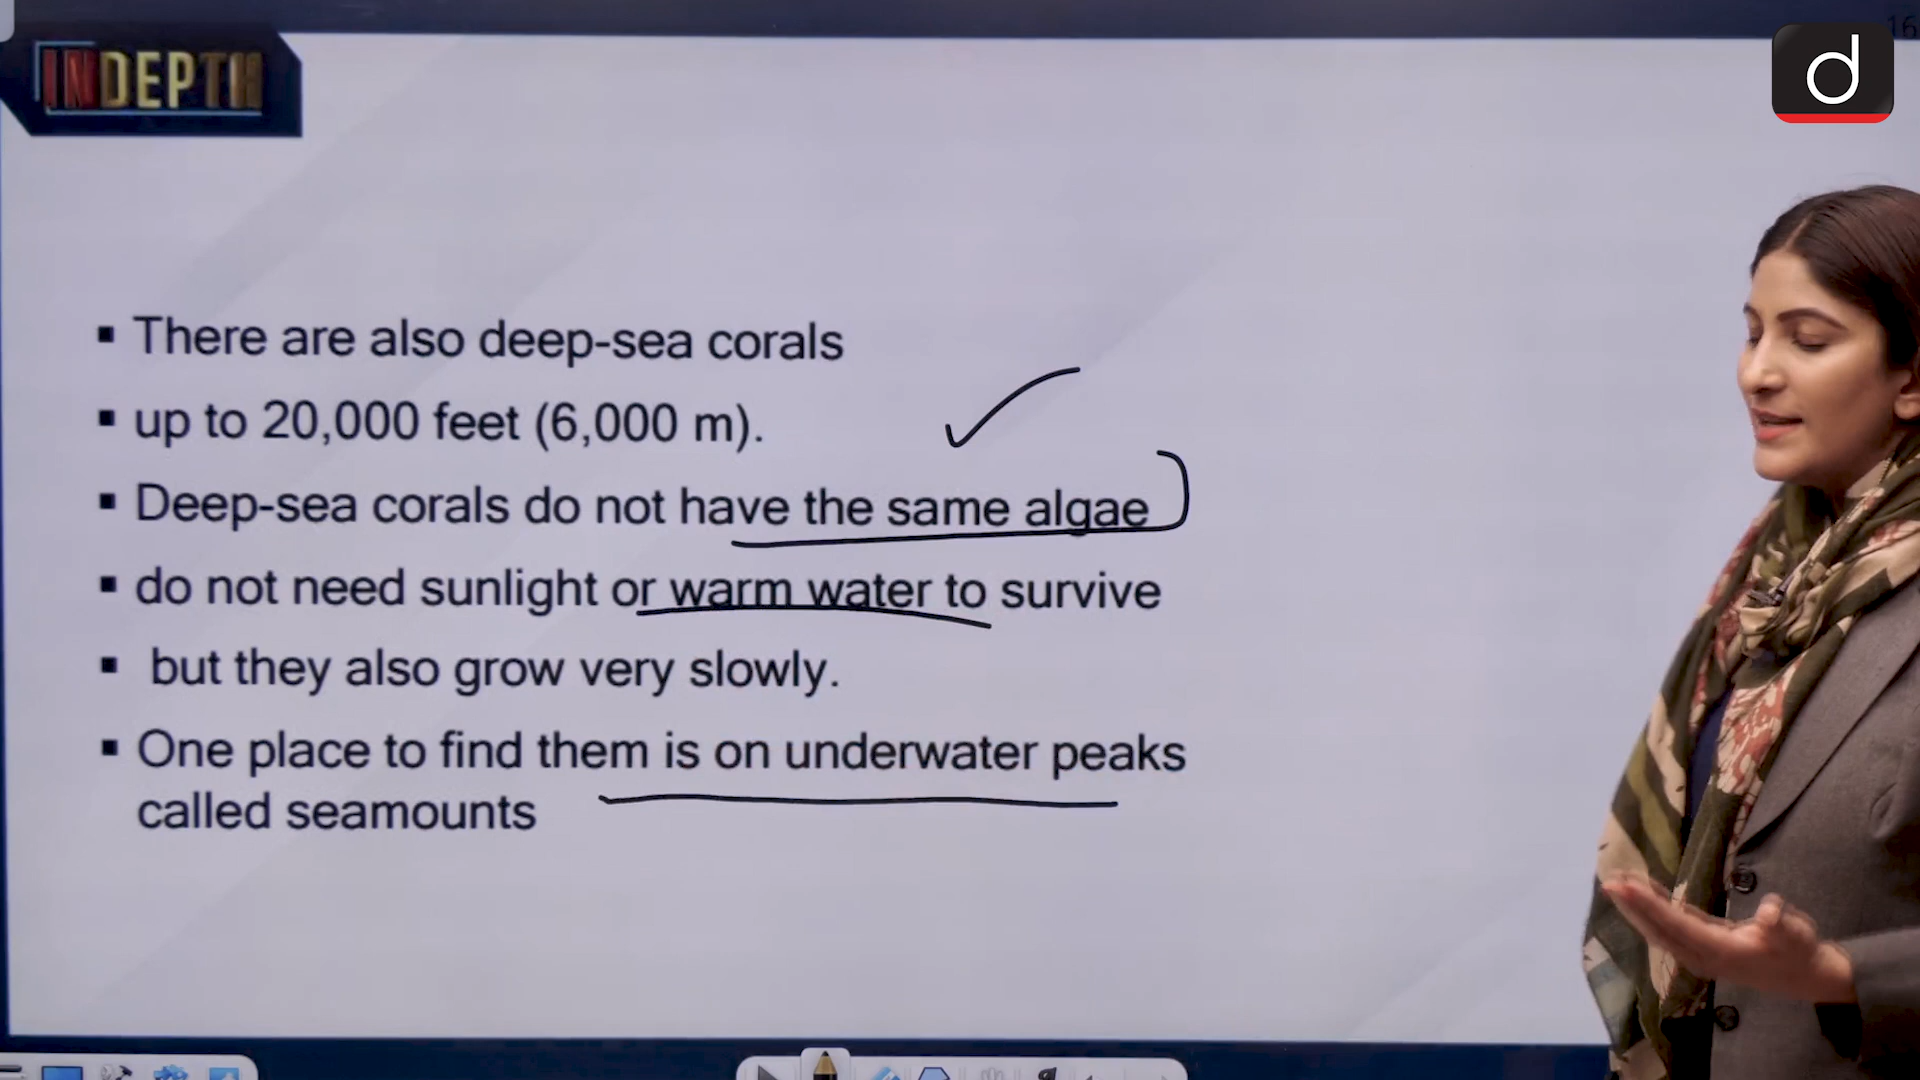 INDEPTH
16
d
▪ There are also deep-sea corals
▪ up to 20,000 feet (6,000 m).
▪ Deep-sea corals do not have the same algae
▪ do not need sunlight or warm water to survive
▪ but they also grow very slowly.
▪ One place to find them is on underwater peaks
called seamounts